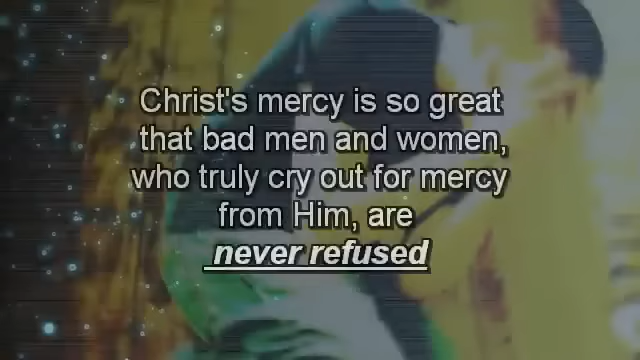 Christ's mercy is so great
that bad men and women,
who truly cry out for mercy
from Him, are
never refused